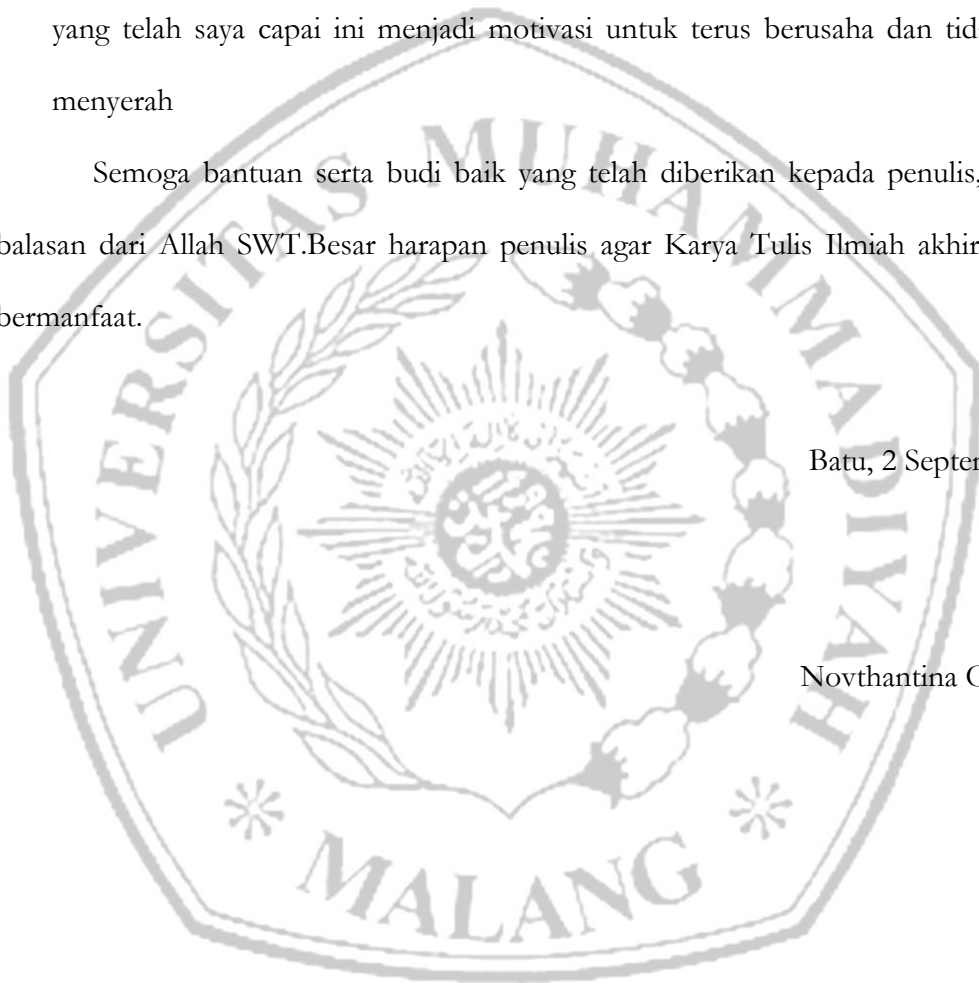 yang telah saya capai ini menjadi motivasi untuk terus berusaha dan tid
menyerah
Semoga bantuan serta budi baik yang telah diberikan kepada penulis,
balasan dari Allah SWT.Besar harapan penulis agar Karya Tulis Ilmiah akhir
bermanfaat.
Batu, 2 Septe
Novthantina
UNIVERSITAS MUHAMMADIYAH
MALANG